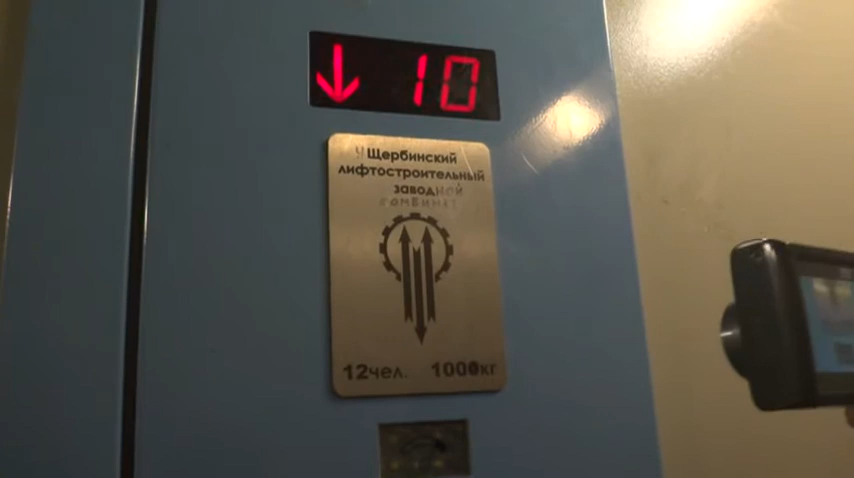 ↓ 10
Щербинский
лифтостроительный
завод
12чел. 1000кг